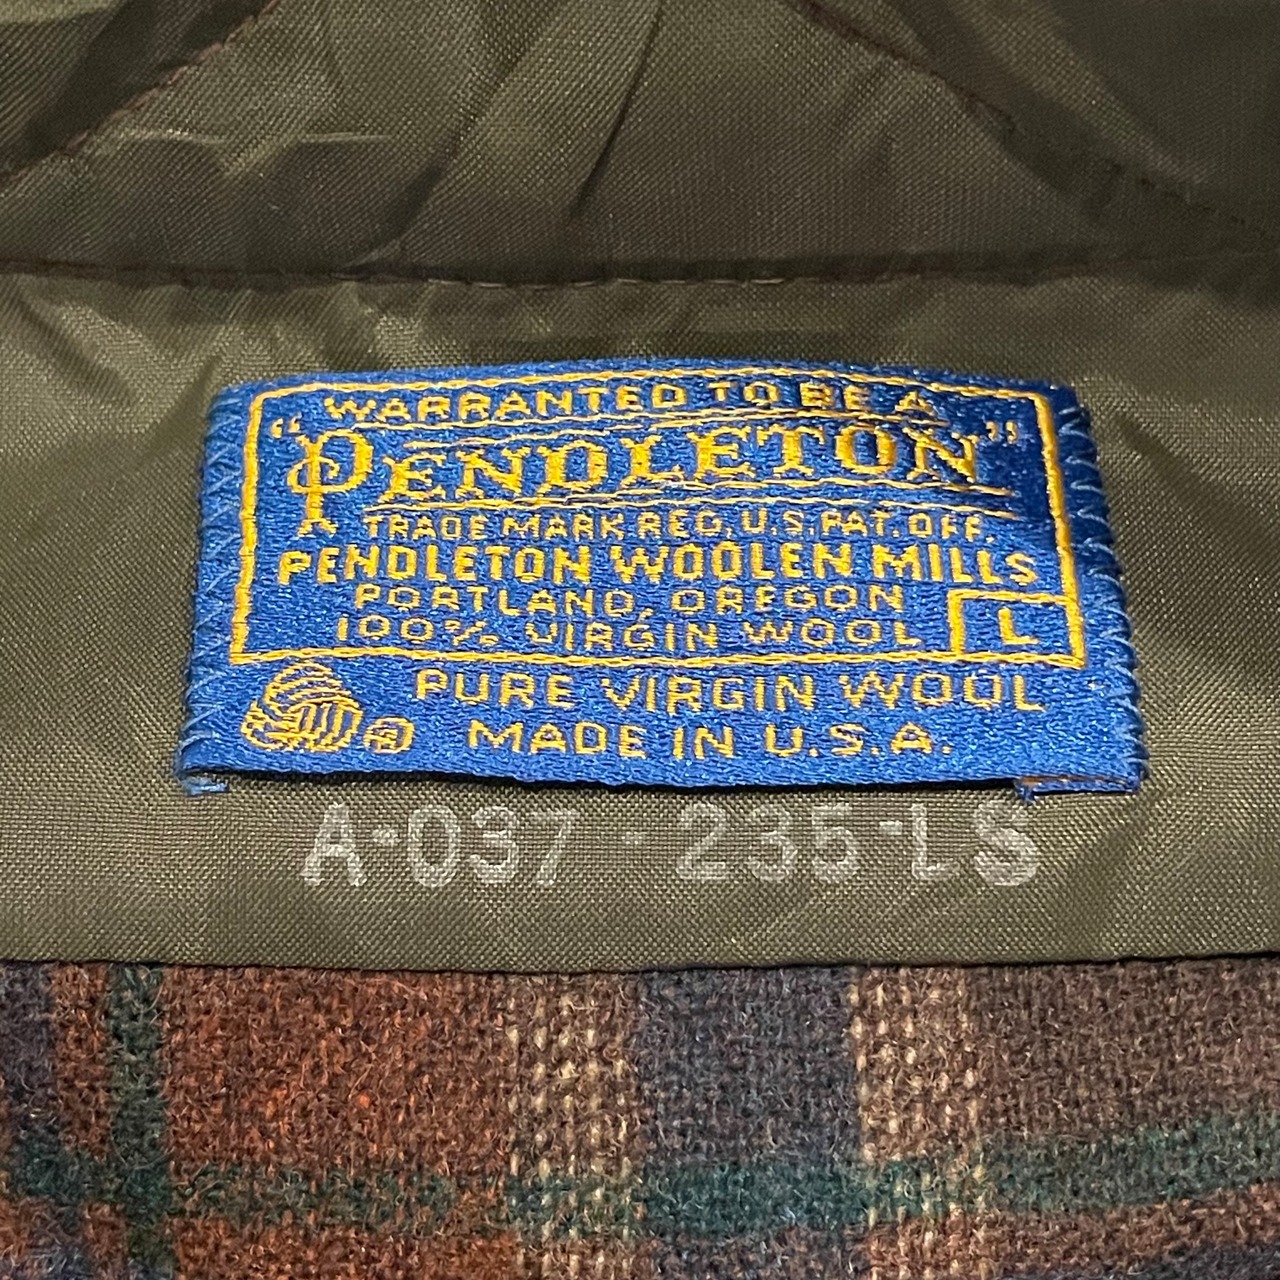 WARRANTED TO BE A
"PENDLETON"
TRADE MARK REG. U.S. PAT. OFF.
PENDLETON WOOLEN MILLS
PORTLAND, OREGON
100% VIRGIN WOOL L
PURE VIRGIN WOOL
MADE IN U.S.A.
A-037-235-LS